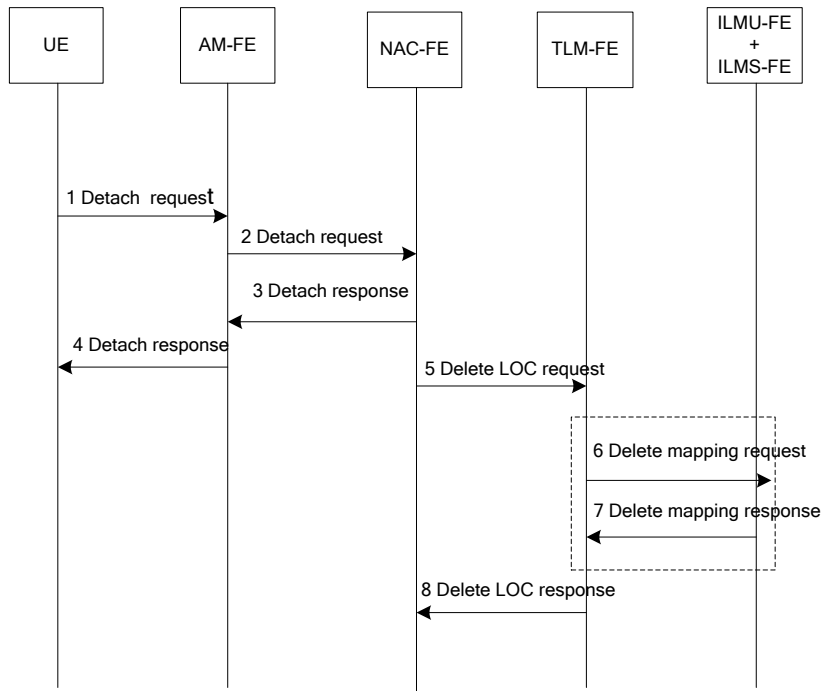 UE
AM-FE
NAC-FE
TLM-FE
ILMU-FE
+
ILMS-FE
1 Detach request
2 Detach request
3 Detach response
4 Detach response
5 Delete LOC request
6 Delete mapping request
7 Delete mapping response
8 Delete LOC response